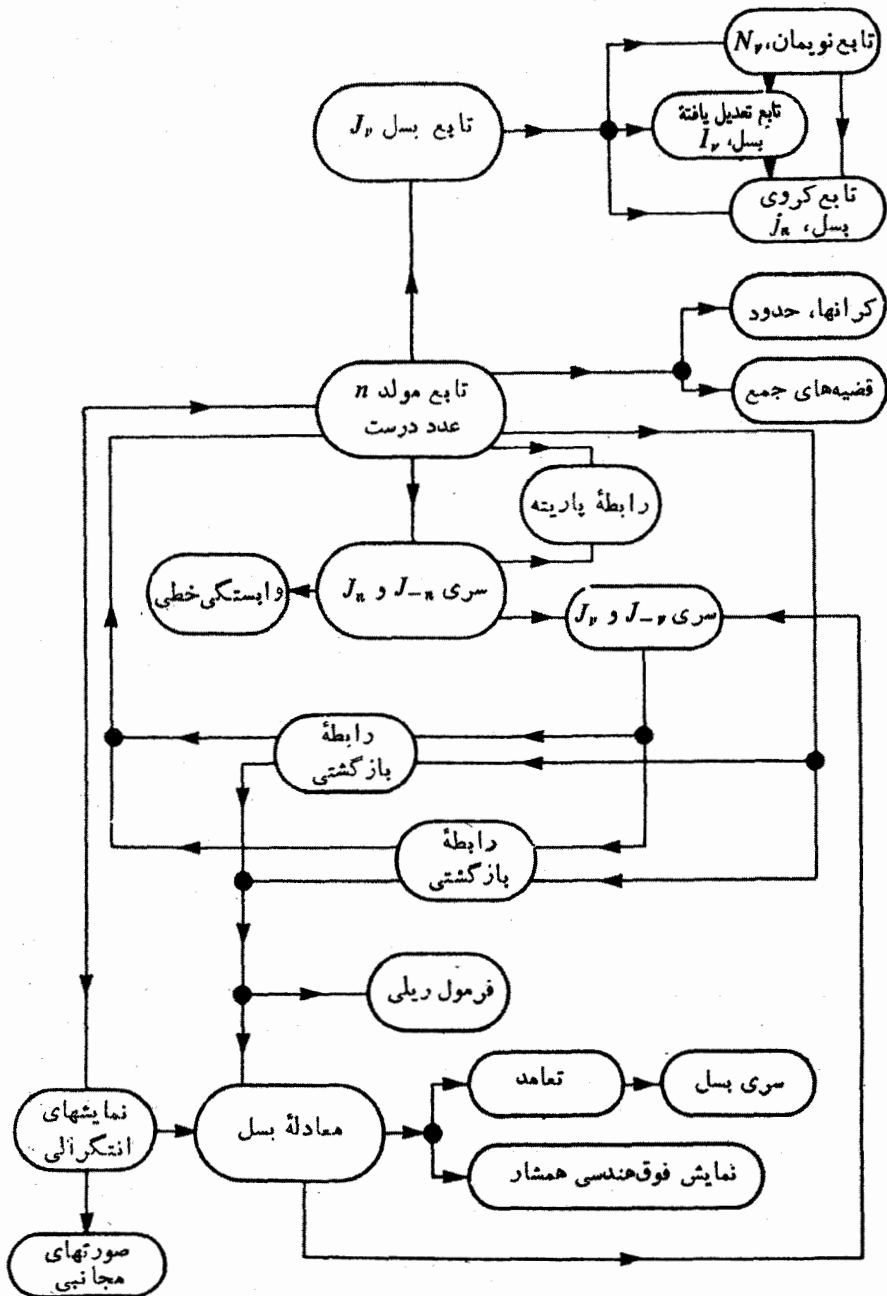 تابع نویمان، N_ν
تابع بسل J_ν
تابع تعدیل یافتهٔ
بسل، I_ν
تابع کروی
بسل، j_n
کرانها، حدود
تابع مولد n
عدد درست
قضیه‌های جمع
رابطهٔ پاریته
وابستگی خطی
سری J_−n و J_n
سری J_−ν و J_ν
رابطهٔ
بازگشتی
رابطهٔ
بازگشتی
فرمول ریلی
تعامد
سری بسل
نمایشهای
انتگرالی
معادلهٔ بسل
نمایش فوق‌هندسی همشار
صورتهای
مجانبی